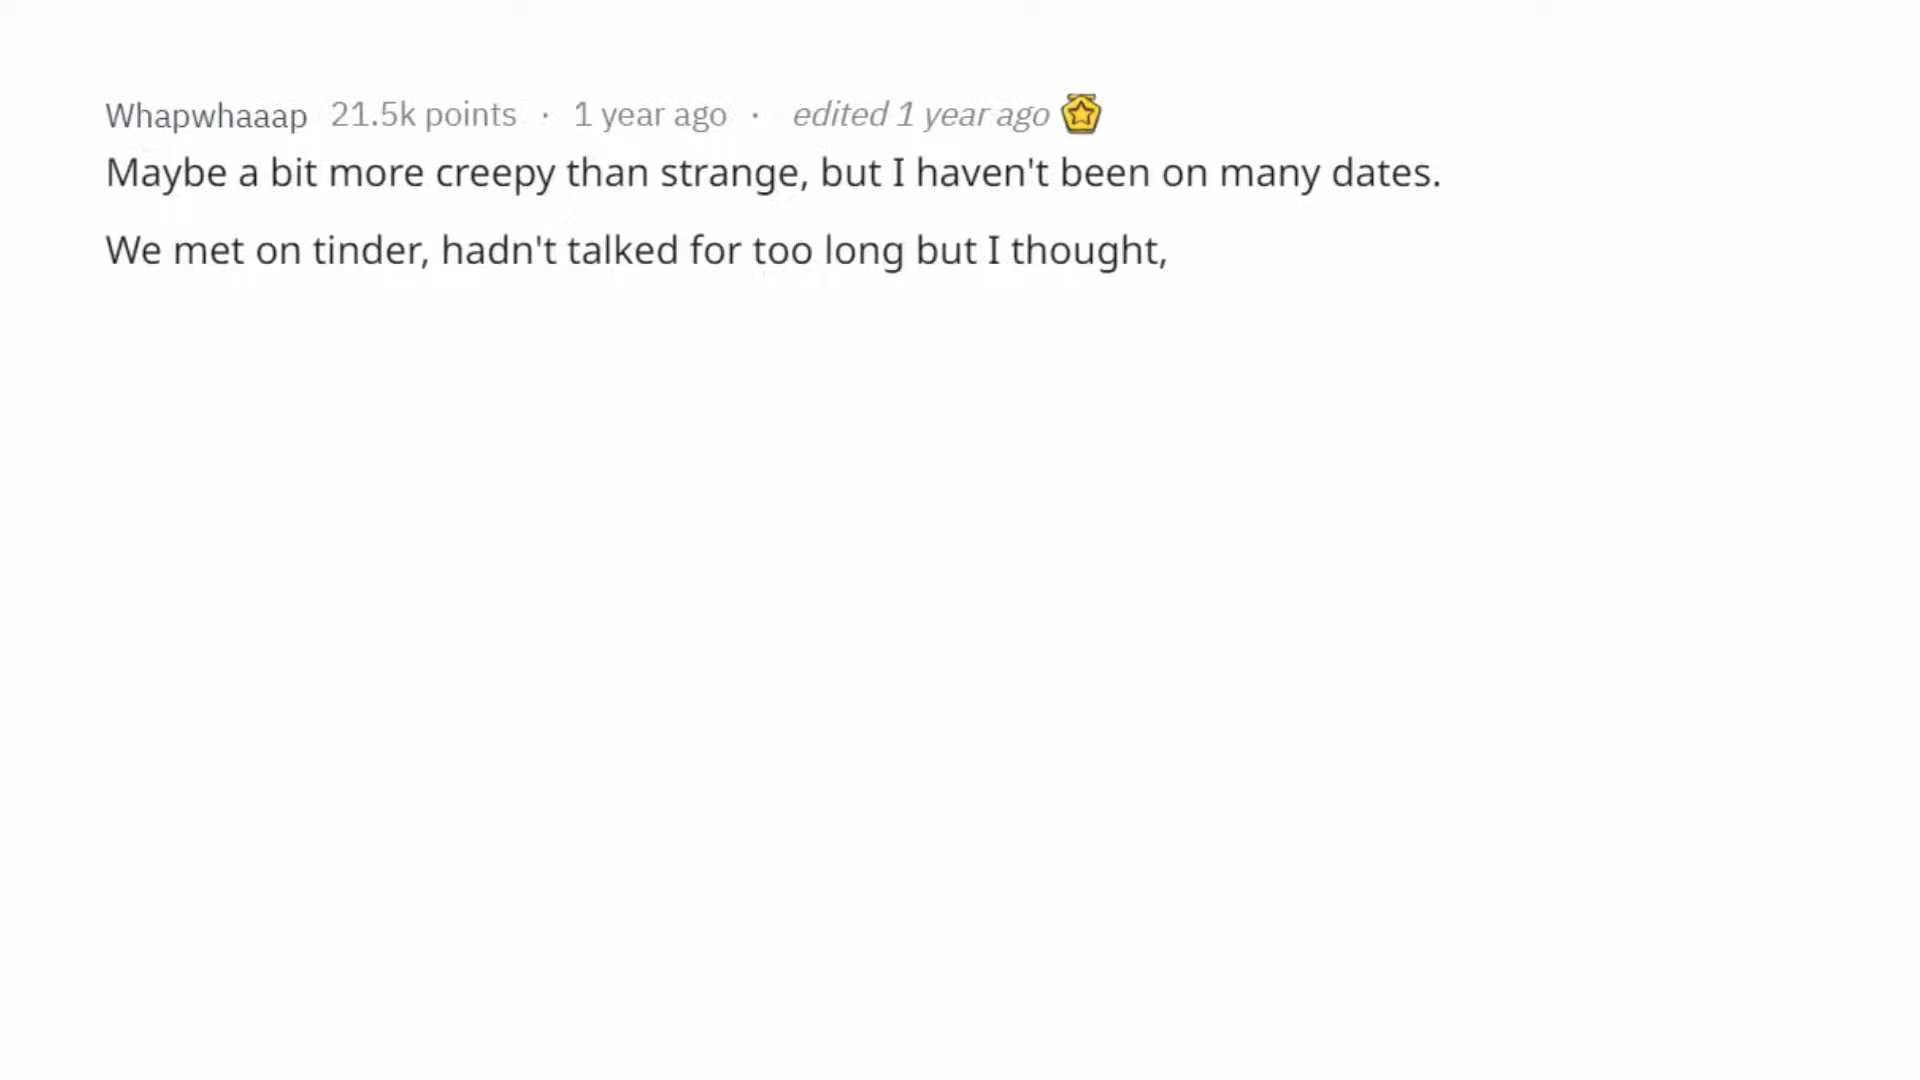 Whapwhaaap 21.5k points · 1 year ago · edited 1 year ago
Maybe a bit more creepy than strange, but I haven't been on many dates.
We met on tinder, hadn't talked for too long but I thought,